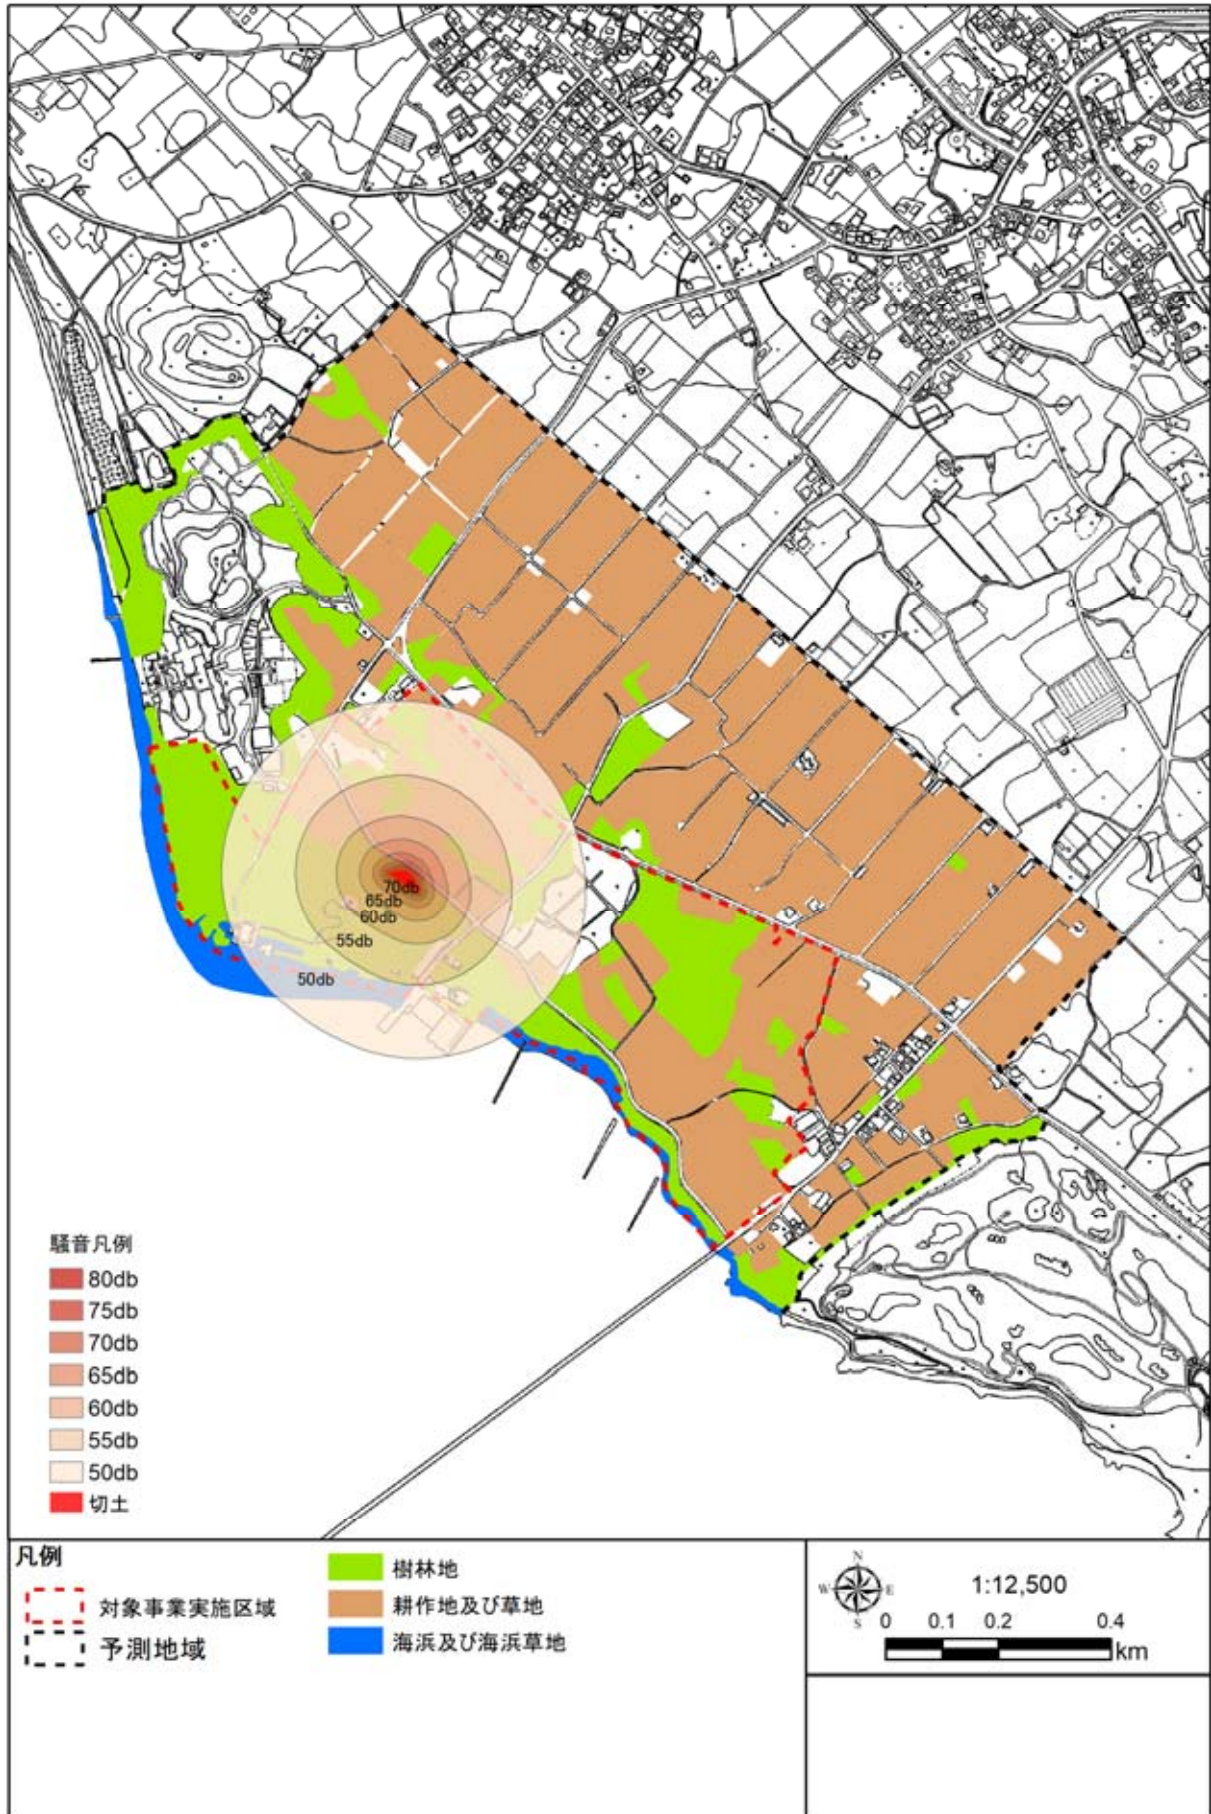 70db
65db
60db
55db
50db
騒音凡例
80db
75db
70db
65db
60db
55db
50db
切土
凡例
対象事業実施区域
予測地域
樹林地
耕作地及び草地
海浜及び海浜草地
N
W
E
S
1:12,500
0 0.1 0.2 0.4
km